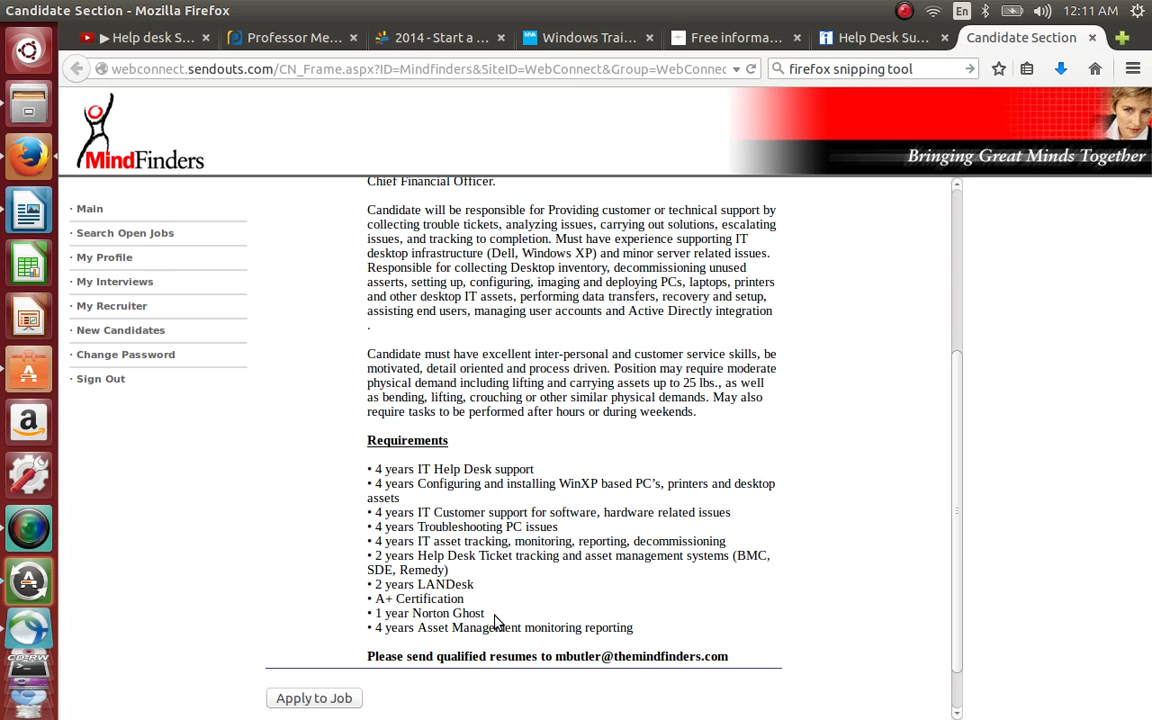 Candidate Section - Mozilla Firefox
En
12:11 AM
▶ Help desk S...
Professor Me...
2014 - Start a ...
Windows Trai...
Free informa...
Help Desk Su...
Candidate Section
webconnect.sendouts.com/CN_Frame.aspx?ID=Mindfinders&SiteID=WebConnect&Group=WebConnec
firefox snipping tool
MindFinders
Bringing Great Minds Together
· Main
· Search Open Jobs
· My Profile
· My Interviews
· My Recruiter
· New Candidates
· Change Password
· Sign Out
Chief Financial Officer.
Candidate will be responsible for Providing customer or technical support by
collecting trouble tickets, analyzing issues, carrying out solutions, escalating
issues, and tracking to completion. Must have experience supporting IT
desktop infrastructure (Dell, Windows XP) and minor server related issues.
Responsible for collecting Desktop inventory, decommissioning unused
asserts, setting up, configuring, imaging and deploying PCs, laptops, printers
and other desktop IT assets, performing data transfers, recovery and setup,
assisting end users, managing user accounts and Active Directly integration
.
Candidate must have excellent inter-personal and customer service skills, be
motivated, detail oriented and process driven. Position may require moderate
physical demand including lifting and carrying assets up to 25 lbs., as well
as bending, lifting, crouching or other similar physical demands. May also
require tasks to be performed after hours or during weekends.
Requirements
• 4 years IT Help Desk support
• 4 years Configuring and installing WinXP based PC's, printers and desktop
assets
• 4 years IT Customer support for software, hardware related issues
• 4 years Troubleshooting PC issues
• 4 years IT asset tracking, monitoring, reporting, decommissioning
• 2 years Help Desk Ticket tracking and asset management systems (BMC,
SDE, Remedy)
• 2 years LANDesk
• A+ Certification
• 1 year Norton Ghost
• 4 years Asset Management monitoring reporting
Please send qualified resumes to mbutler@themindfinders.com
Apply to Job
CD-RW